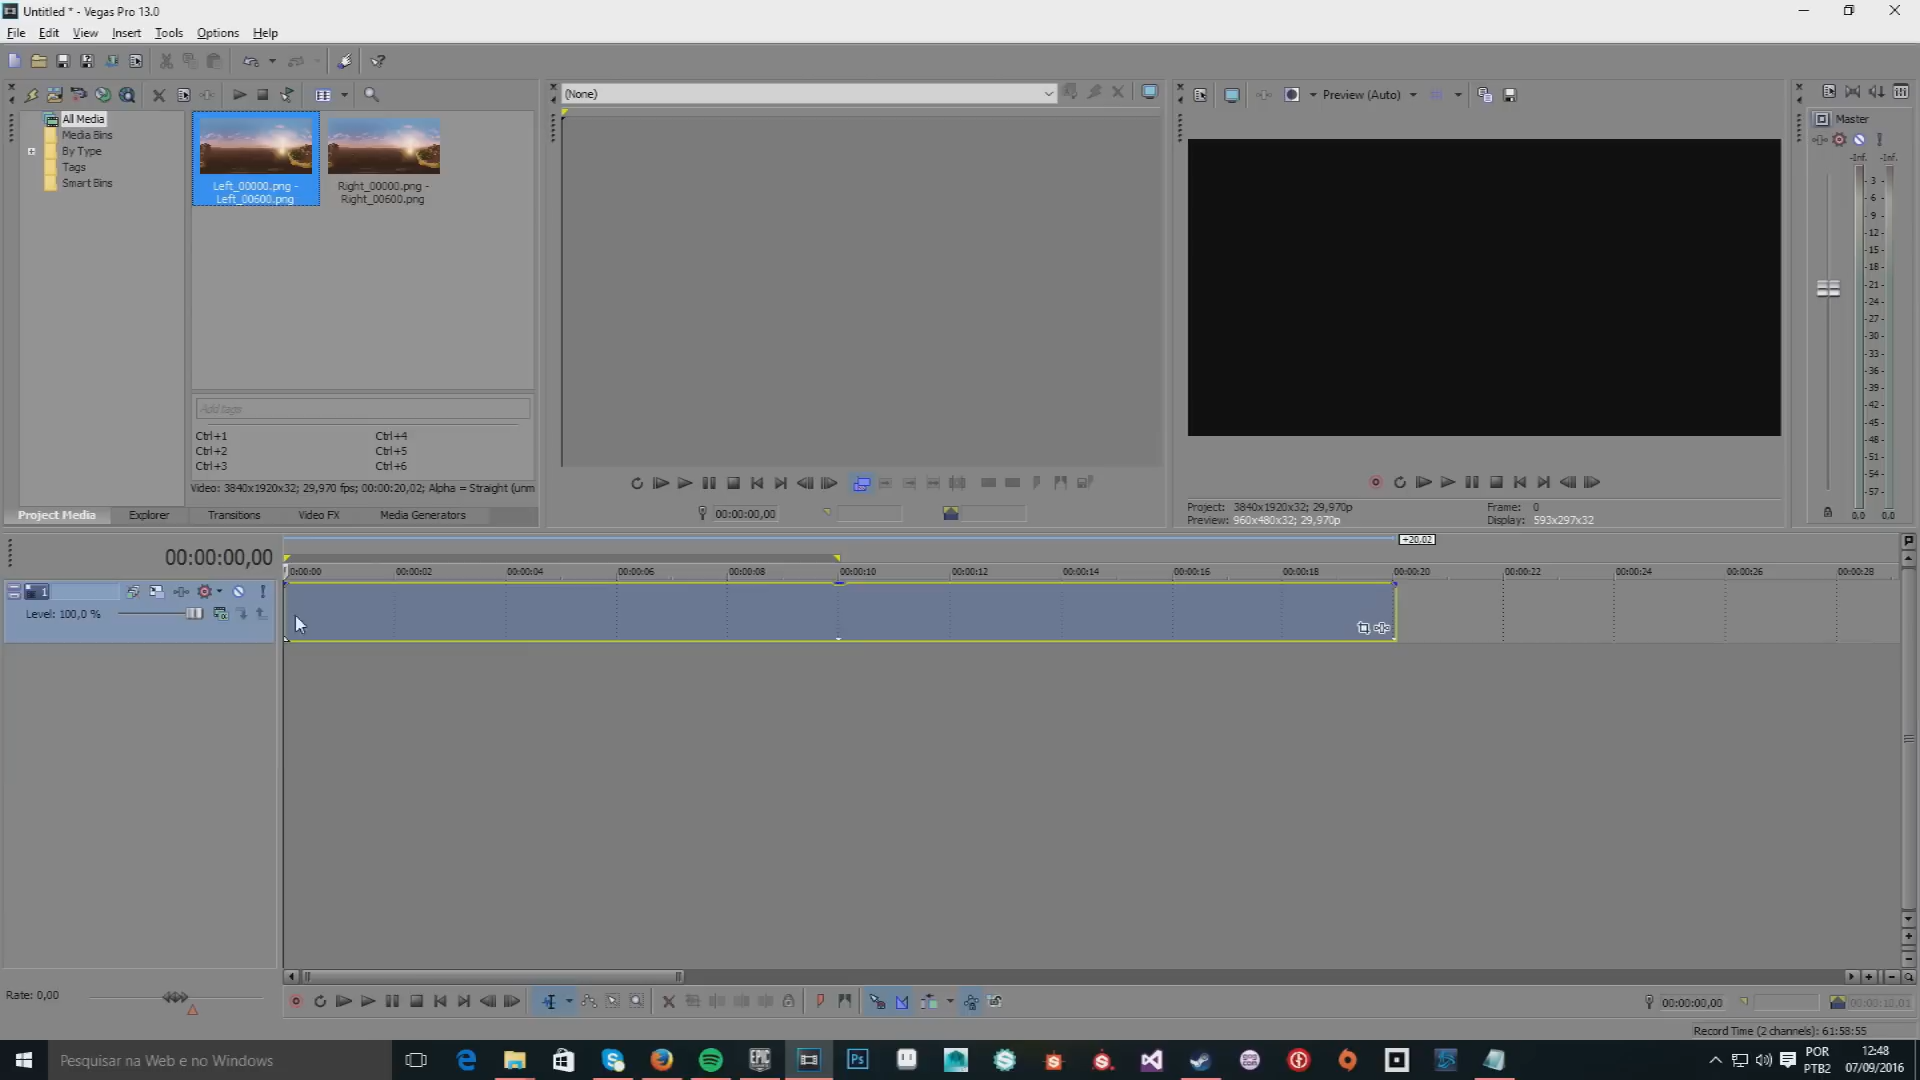 Untitled * - Vegas Pro 13.0
File Edit View Insert Tools Options Help
(None)
Preview (Auto)
Master
All Media
Media Bins
By Type
Tags
Smart Bins
Left_00000.png -
Left_00600.png
Right_00000.png -
Right_00600.png
Add tags
Ctrl+1 Ctrl+4
Ctrl+2 Ctrl+5
Ctrl+3 Ctrl+6
Video: 3840x1920x32; 29,970 fps; 00:00:20,02; Alpha = Straight (unm
Project Media Explorer Transitions Video FX Media Generators
00:00:00,00
Project: 3840x1920x32; 29,970p
Preview: 960x480x32; 29,970p
Frame: 0
Display: 593x297x32
-Inf. -Inf.
- 3 -
- 6 -
- 9 -
-12-
-15-
-18-
-21-
-24-
-27-
-30-
-33-
-36-
-39-
-42-
-45-
-48-
-51-
-54-
-57-
0,0 0,0
00:00:00,00
+20,02
0:00:00 00:00:02 00:00:04 00:00:06 00:00:08 00:00:10 00:00:12 00:00:14 00:00:16 00:00:18 00:00:20 00:00:22 00:00:24 00:00:26 00:00:28
1
Level: 100,0 %
Rate: 0,00
00:00:00,00
00:00:10,01
Record Time (2 channels): 61:58:55
Pesquisar na Web e no Windows
EPIC
Ps
POR
PTB2
12:48
07/09/2016